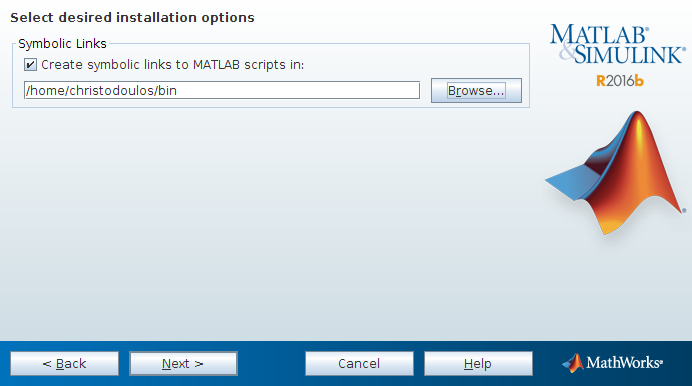 Select desired installation options
Symbolic Links
Create symbolic links to MATLAB scripts in:
/home/christodoulos/bin
Browse...
MATLAB®
&SIMULINK®
R2016b
< Back
Next >
Cancel
Help
MathWorks®